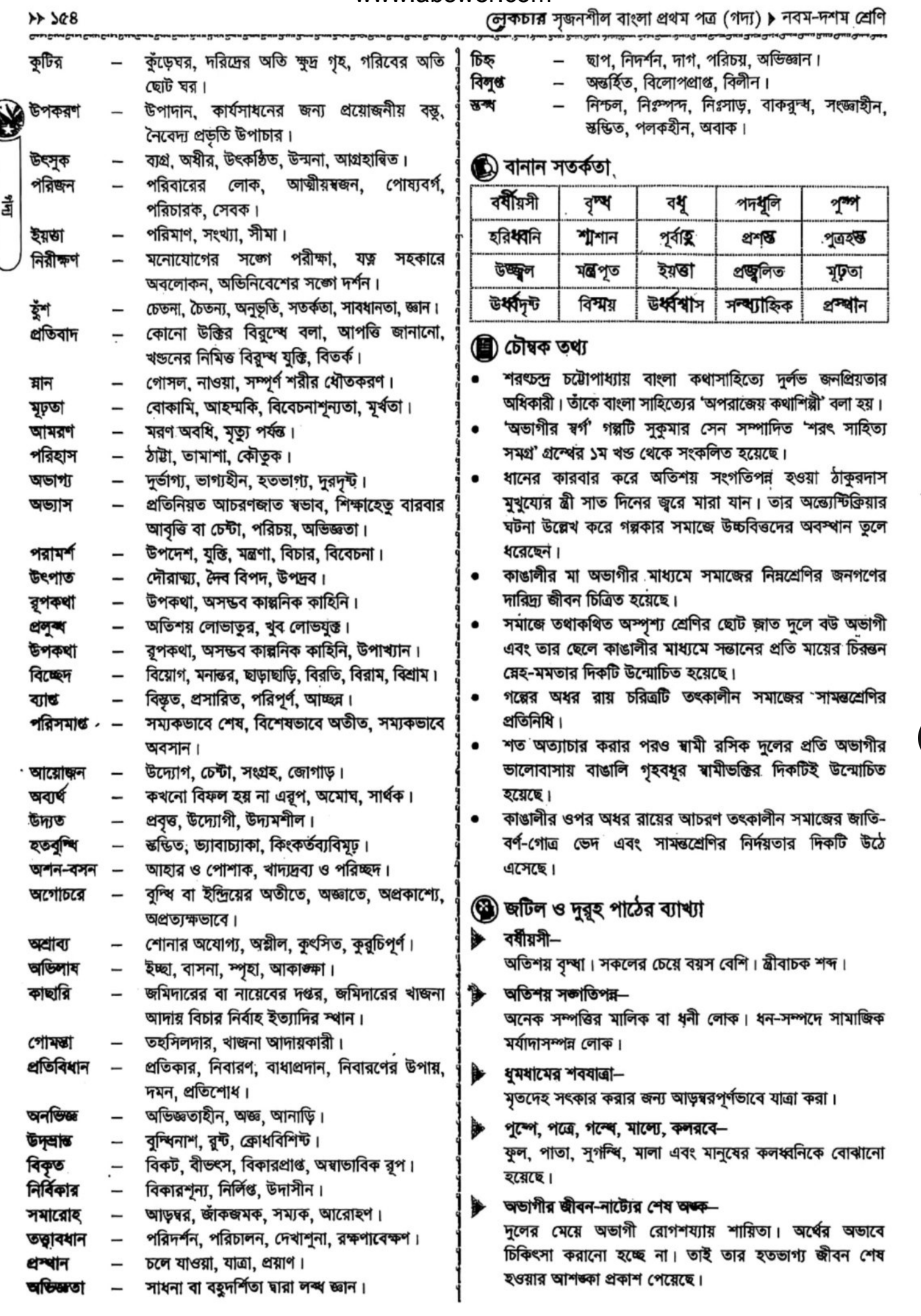 ▸▸ ১৫৪
লেকচার সৃজনশীল বাংলা প্রথম পত্র (গদ্য) ▸ নবম-দশম শ্রেণি
গদ্য
কুটির – কুঁড়েঘর, দরিদ্রের অতি ক্ষুদ্র গৃহ, গরিবের অতি
ছোট ঘর।
উপকরণ – উপাদান, কার্যসাধনের জন্য প্রয়োজনীয় বস্তু,
নৈবেদ্য প্রভৃতি উপাচার।
উৎসুক – ব্যগ্র, অধীর, উৎকণ্ঠিত, উন্মনা, আগ্রহান্বিত।
পরিজন – পরিবারের লোক, আত্মীয়স্বজন, পোষ্যবর্গ,
পরিচারক, সেবক।
ইয়ত্তা – পরিমাণ, সংখ্যা, সীমা।
নিরীক্ষণ – মনোযোগের সঙ্গে পরীক্ষা, যত্ন সহকারে
অবলোকন, অভিনিবেশের সঙ্গে দর্শন।
হুঁশ – চেতনা, চৈতন্য, অনুভূতি, সতর্কতা, সাবধানতা, জ্ঞান।
প্রতিবাদ – কোনো উক্তির বিরুদ্ধে বলা, আপত্তি জানানো,
খণ্ডনের নিমিত্ত বিরুদ্ধ যুক্তি, বিতর্ক।
স্নান – গোসল, নাওয়া, সম্পূর্ণ শরীর ধৌতকরণ।
মূঢ়তা – বোকামি, আহম্মকি, বিবেচনাশূন্যতা, মূর্খতা।
আমরণ – মরণ অবধি, মৃত্যু পর্যন্ত।
পরিহাস – ঠাট্টা, তামাশা, কৌতুক।
অভাগ্য – দুর্ভাগ্য, ভাগ্যহীন, হতভাগ্য, দুরদৃষ্ট।
অভ্যাস – প্রতিনিয়ত আচরণজাত স্বভাব, শিক্ষাহেতু বারবার
আবৃত্তি বা চেষ্টা, পরিচয়, অভিজ্ঞতা।
পরামর্শ – উপদেশ, যুক্তি, মন্ত্রণা, বিচার, বিবেচনা।
উৎপাত – দৌরাত্ম্য, দৈব বিপদ, উপদ্রব।
রূপকথা – উপকথা, অসম্ভব কাল্পনিক কাহিনি।
প্রলুব্ধ – অতিশয় লোভাতুর, খুব লোভযুক্ত।
উপকথা – রূপকথা, অসম্ভব কাল্পনিক কাহিনি, উপাখ্যান।
বিচ্ছেদ – বিয়োগ, মনান্তর, ছাড়াছাড়ি, বিরতি, বিরাম, বিশ্রাম।
ব্যাপ্ত – বিস্তৃত, প্রসারিত, পরিপূর্ণ, আচ্ছন্ন।
পরিসমাপ্ত – সম্যকভাবে শেষ, বিশেষভাবে অতীত, সম্যকভাবে
অবসান।
আয়োজন – উদ্যোগ, চেষ্টা, সংগ্রহ, জোগাড়।
অব্যর্থ – কখনো বিফল হয় না এরূপ, অমোঘ, সার্থক।
উদ্যত – প্রবৃত্ত, উদ্যোগী, উদ্যমশীল।
হতবুদ্ধি – স্তম্ভিত, ভ্যাবাচ্যাকা, কিংকর্তব্যবিমূঢ়।
অশন-বসন – আহার ও পোশাক, খাদ্যদ্রব্য ও পরিচ্ছদ।
অগোচরে – বুদ্ধি বা ইন্দ্রিয়ের অতীতে, অজ্ঞাতে, অপ্রকাশ্যে,
অপ্রত্যক্ষভাবে।
অশ্রাব্য – শোনার অযোগ্য, অশ্লীল, কুৎসিত, কুরুচিপূর্ণ।
অভিলাষ – ইচ্ছা, বাসনা, স্পৃহা, আকাঙ্ক্ষা।
কাছারি – জমিদারের বা নায়েবের দপ্তর, জমিদারের খাজনা
আদায় বিচার নির্বাহ ইত্যাদির স্থান।
গোমস্তা – তহসিলদার, খাজনা আদায়কারী।
প্রতিবিধান – প্রতিকার, নিবারণ, বাধাপ্রদান, নিবারণের উপায়,
দমন, প্রতিশোধ।
অনভিজ্ঞ – অভিজ্ঞতাহীন, অজ্ঞ, আনাড়ি।
উদ্‌ভ্রান্ত – বুদ্ধিনাশ, রুষ্ট, ক্রোধবিশিষ্ট।
বিকৃত – বিকট, বীভৎস, বিকারপ্রাপ্ত, অস্বাভাবিক রূপ।
নির্বিকার – বিকারশূন্য, নির্লিপ্ত, উদাসীন।
সমারোহ – আড়ম্বর, জাঁকজমক, সম্যক, আরোহণ।
তত্ত্বাবধান – পরিদর্শন, পরিচালন, দেখাশুনা, রক্ষণাবেক্ষণ।
প্রস্থান – চলে যাওয়া, যাত্রা, প্রয়াণ।
অভিজ্ঞতা – সাধনা বা বহুদর্শিতা দ্বারা লব্ধ জ্ঞান।
চিহ্ন – ছাপ, নিদর্শন, দাগ, পরিচয়, অভিজ্ঞান।
বিলুপ্ত – অন্তর্হিত, বিলোপপ্রাপ্ত, বিলীন।
স্তব্ধ – নিশ্চল, নিঃস্পন্দ, নিঃসাড়, বাকরুদ্ধ, সংজ্ঞাহীন,
স্তম্ভিত, পলকহীন, অবাক।
বানান সতর্কতা
বর্ষীয়সী বৃদ্ধ বধূ পদধূলি পুষ্প
হরিধ্বনি শ্মশান পূর্বাহ্ণ প্রশস্ত পুত্রহস্ত
উজ্জ্বল মন্ত্রপূত ইয়ত্তা প্রজ্বলিত মূঢ়তা
ঊর্ধ্বদৃষ্ট বিস্ময় ঊর্ধ্বশ্বাস সন্ধ্যাহ্নিক প্রস্থান
চৌম্বক তথ্য
● শরৎচন্দ্র চট্টোপাধ্যায় বাংলা কথাসাহিত্যে দুর্লভ জনপ্রিয়তার
অধিকারী। তাঁকে বাংলা সাহিত্যের ‘অপরাজেয় কথাশিল্পী’ বলা হয়।
● ‘অভাগীর স্বর্গ’ গল্পটি সুকুমার সেন সম্পাদিত ‘শরৎ সাহিত্য
সমগ্র’ গ্রন্থের ১ম খণ্ড থেকে সংকলিত হয়েছে।
● ধানের কারবার করে অতিশয় সংগতিপন্ন হওয়া ঠাকুরদাস
মুখুয্যের স্ত্রী সাত দিনের জ্বরে মারা যান। তার অন্ত্যেষ্টিক্রিয়ার
ঘটনা উল্লেখ করে গল্পকার সমাজে উচ্চবিত্তদের অবস্থান তুলে
ধরেছেন।
● কাঙালীর মা অভাগীর মাধ্যমে সমাজের নিম্নশ্রেণির জনগণের
দারিদ্র্য জীবন চিত্রিত হয়েছে।
● সমাজে তথাকথিত অস্পৃশ্য শ্রেণির ছোট জাত দুলে বউ অভাগী
এবং তার ছেলে কাঙালীর মাধ্যমে সন্তানের প্রতি মায়ের চিরন্তন
স্নেহ-মমতার দিকটি উন্মোচিত হয়েছে।
● গল্পের অধর রায় চরিত্রটি তৎকালীন সমাজের সামন্তশ্রেণির
প্রতিনিধি।
● শত অত্যাচার করার পরও স্বামী রসিক দুলের প্রতি অভাগীর
ভালোবাসায় বাঙালি গৃহবধূর স্বামীভক্তির দিকটিই উন্মোচিত
হয়েছে।
● কাঙালীর ওপর অধর রায়ের আচরণ তৎকালীন সমাজের জাতি-
বর্ণ-গোত্র ভেদ এবং সামন্তশ্রেণির নির্দয়তার দিকটি উঠে
এসেছে।
জটিল ও দুরূহ পাঠের ব্যাখ্যা
বর্ষীয়সী–
অতিশয় বৃদ্ধা। সকলের চেয়ে বয়স বেশি। স্ত্রীবাচক শব্দ।
অতিশয় সঙ্গতিপন্ন–
অনেক সম্পত্তির মালিক বা ধনী লোক। ধন-সম্পদে সামাজিক
মর্যাদাসম্পন্ন লোক।
ধুমধামের শবযাত্রা–
মৃতদেহ সৎকার করার জন্য আড়ম্বরপূর্ণভাবে যাত্রা করা।
পুষ্পে, পত্রে, গন্ধে, মাল্যে, কলরবে–
ফুল, পাতা, সুগন্ধি, মালা এবং মানুষের কলধ্বনিকে বোঝানো
হয়েছে।
অভাগীর জীবন-নাট্যের শেষ অঙ্ক–
দুলের মেয়ে অভাগী রোগশয্যায় শায়িতা। অর্থের অভাবে
চিকিৎসা করানো হচ্ছে না। তাই তার হতভাগ্য জীবন শেষ
হওয়ার আশঙ্কা প্রকাশ পেয়েছে।